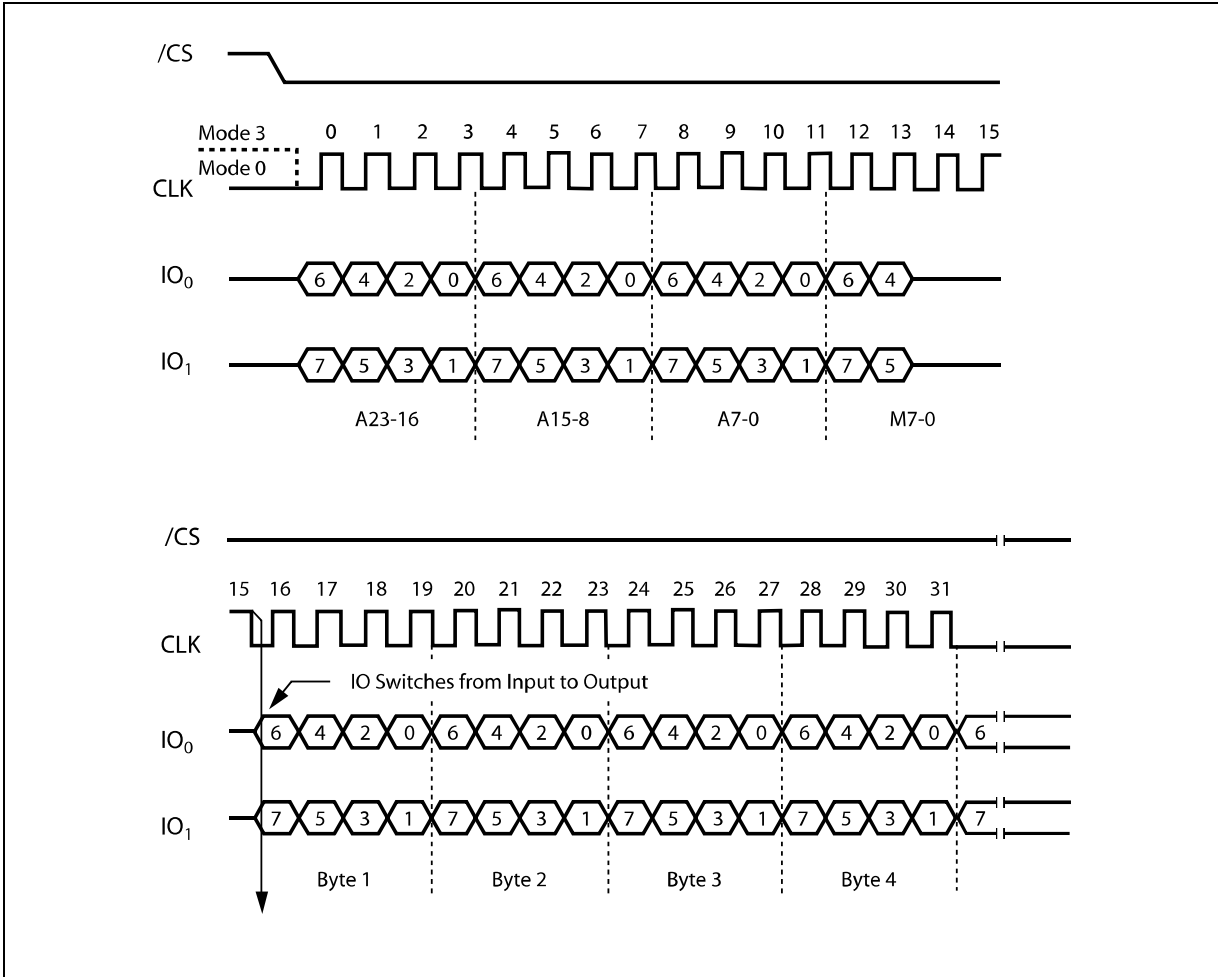 /CS
Mode 3
0 1 2 3 4 5 6 7 8 9 10 11 12 13 14 15
Mode 0
CLK
IO₀ 6 4 2 0 6 4 2 0 6 4 2 0 6 4
IO₁ 7 5 3 1 7 5 3 1 7 5 3 1 7 5
A23-16 A15-8 A7-0 M7-0
/CS
15 16 17 18 19 20 21 22 23 24 25 26 27 28 29 30 31
CLK
IO Switches from Input to Output
IO₀ 6 4 2 0 6 4 2 0 6 4 2 0 6 4 2 0 6
IO₁ 7 5 3 1 7 5 3 1 7 5 3 1 7 5 3 1 7
Byte 1 Byte 2 Byte 3 Byte 4